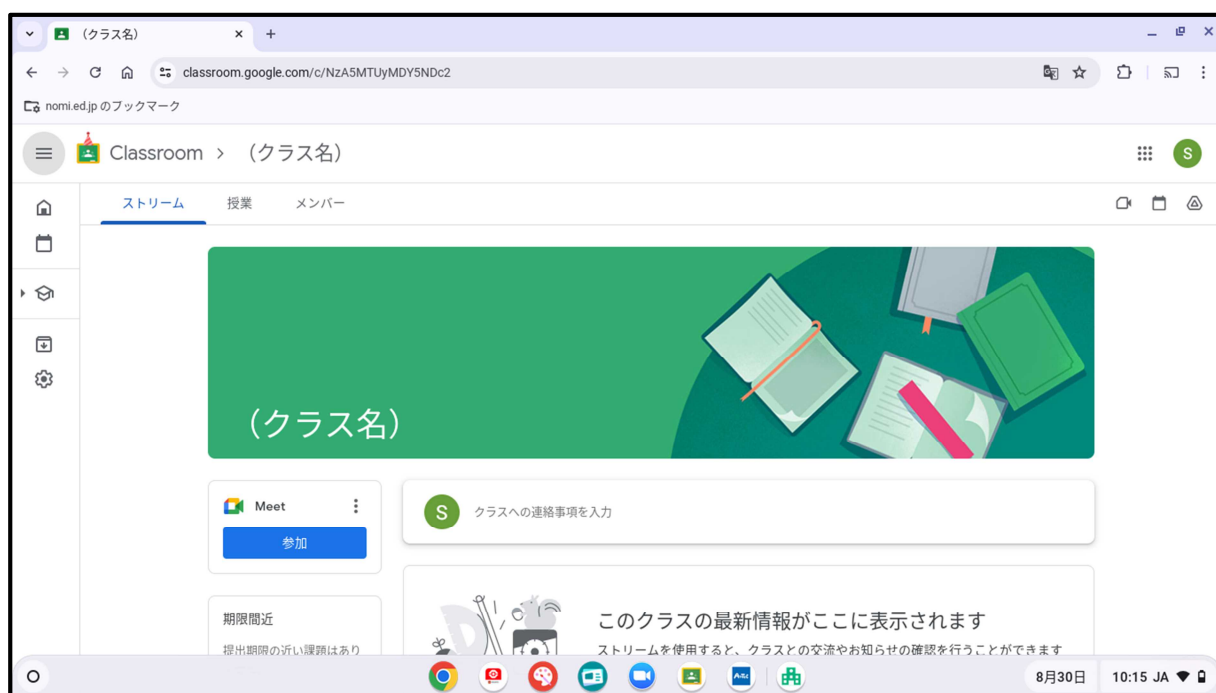 （クラス名）
classroom.google.com/c/NzA5MTUyMDY5NDc2
nomi.ed.jp のブックマーク
Classroom > （クラス名）
S
ストリーム 授業 メンバー
（クラス名）
Meet
参加
S クラスへの連絡事項を入力
期限間近
提出期限の近い課題はあり
このクラスの最新情報がここに表示されます
ストリームを使用すると、クラスとの交流やお知らせの確認を行うことができます
8月30日 10:15 JA